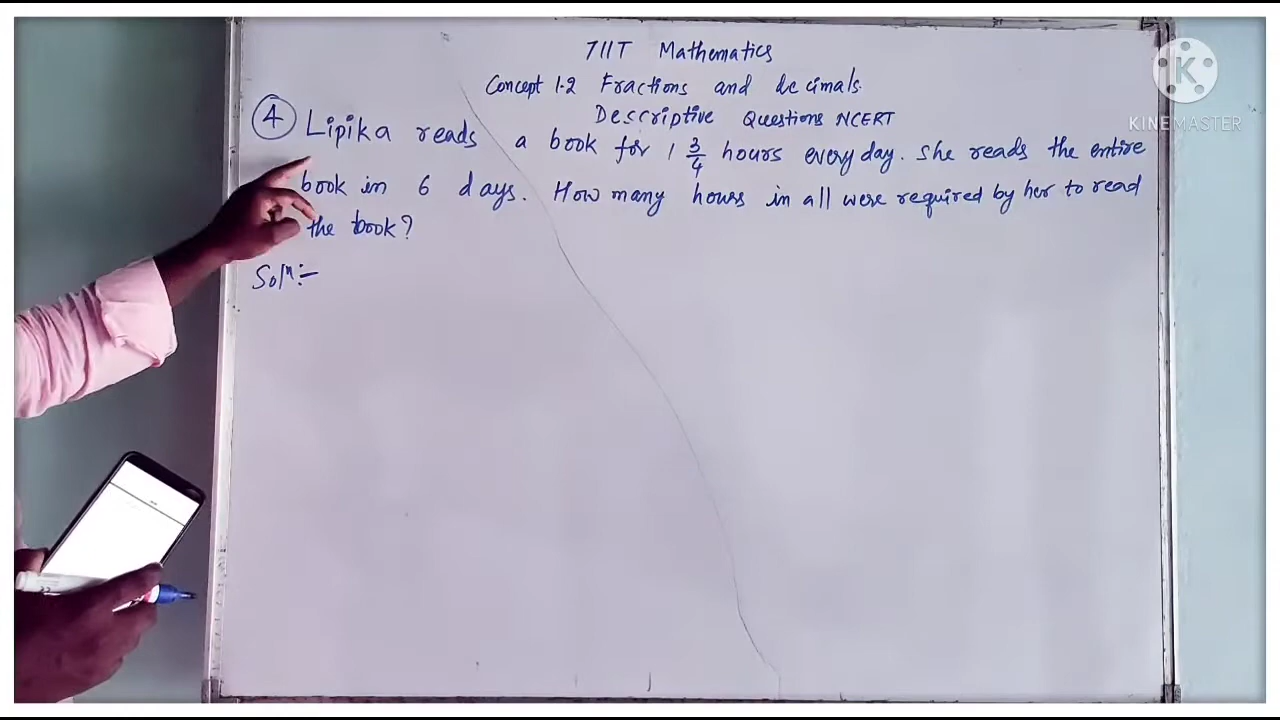 7IIT Mathematics
Concept 1.2 Fractions and decimals.
Descriptive Questions NCERT
④ Lipika reads a book for 1 3/4 hours every day. She reads the entire
book in 6 days. How many hours in all were required by her to read
the book?
Solⁿ:-
KINEMASTER